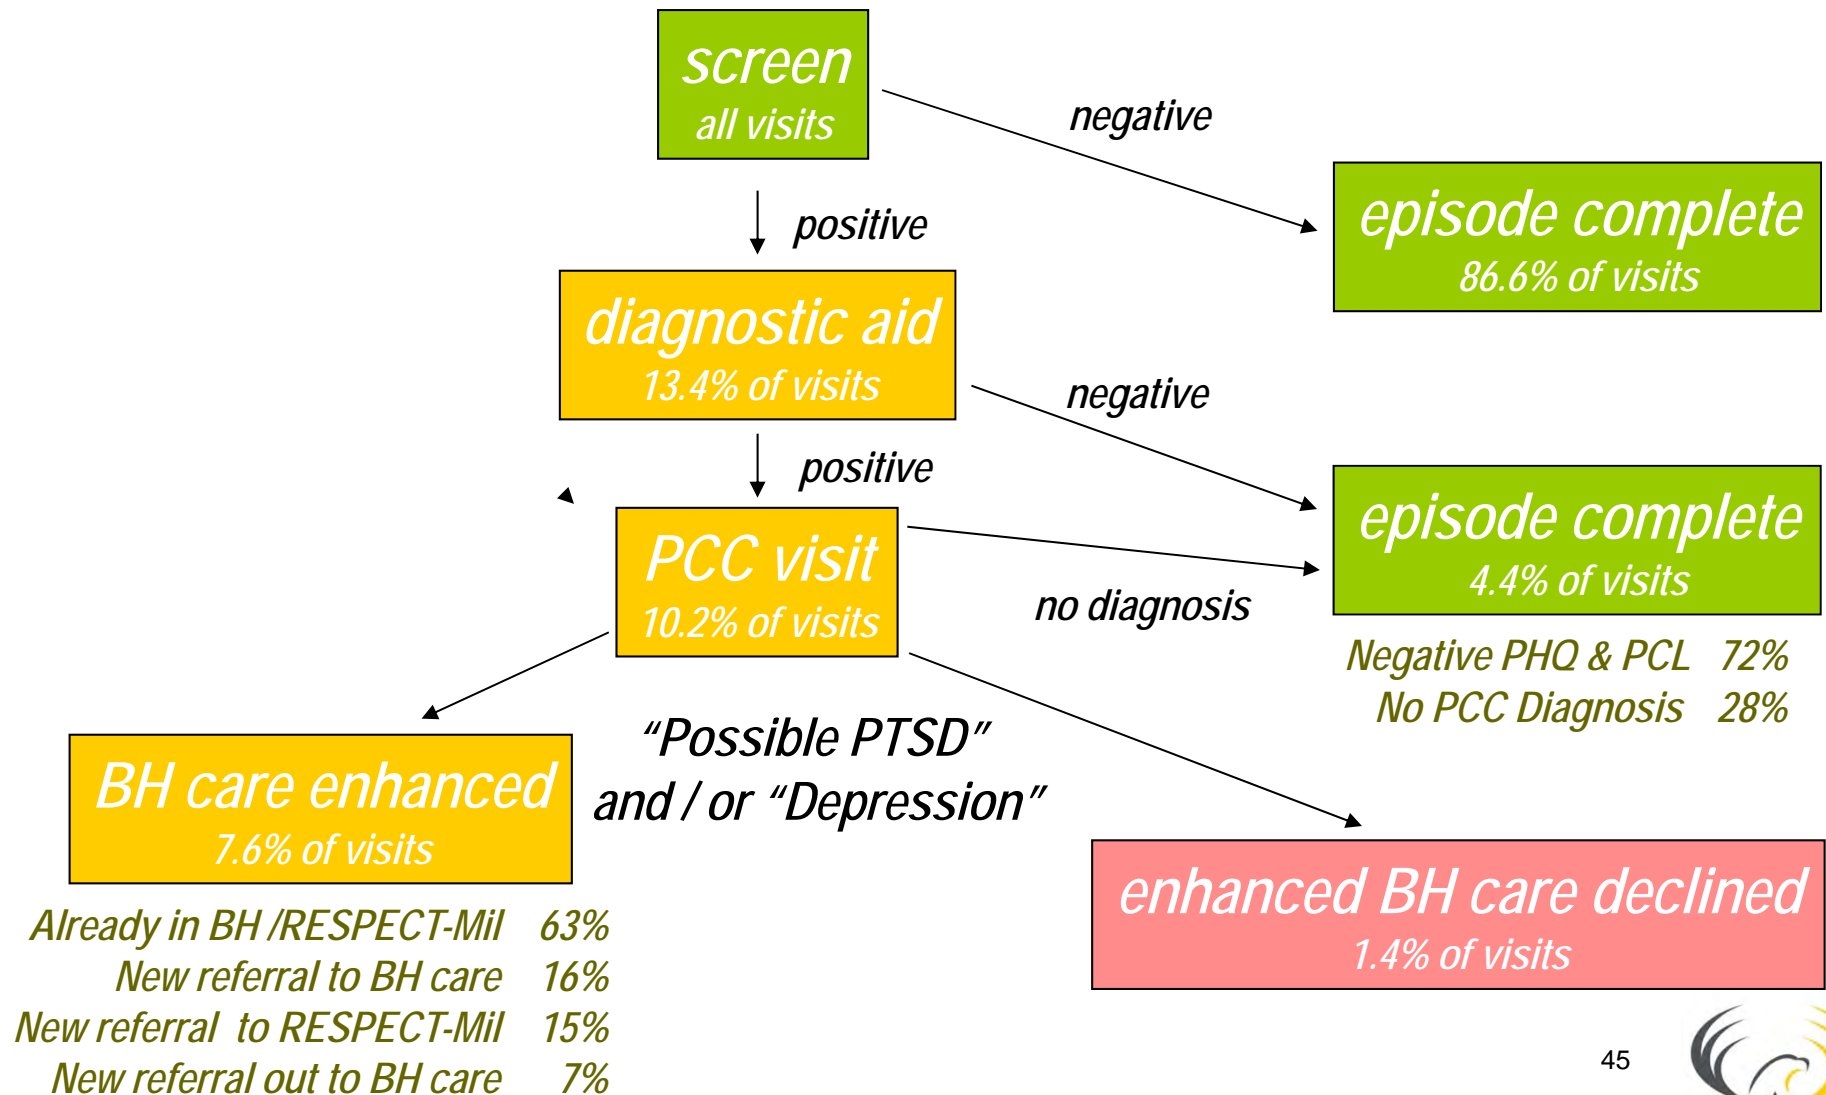 screen
all visits
negative
positive
episode complete
86.6% of visits
diagnostic aid
13.4% of visits
negative
positive
episode complete
4.4% of visits
PCC visit
10.2% of visits
no diagnosis
Negative PHQ & PCL 72%
No PCC Diagnosis 28%
“Possible PTSD”
and / or “Depression”
BH care enhanced
7.6% of visits
enhanced BH care declined
1.4% of visits
Already in BH /RESPECT-Mil 63%
New referral to BH care 16%
New referral to RESPECT-Mil 15%
New referral out to BH care 7%
45